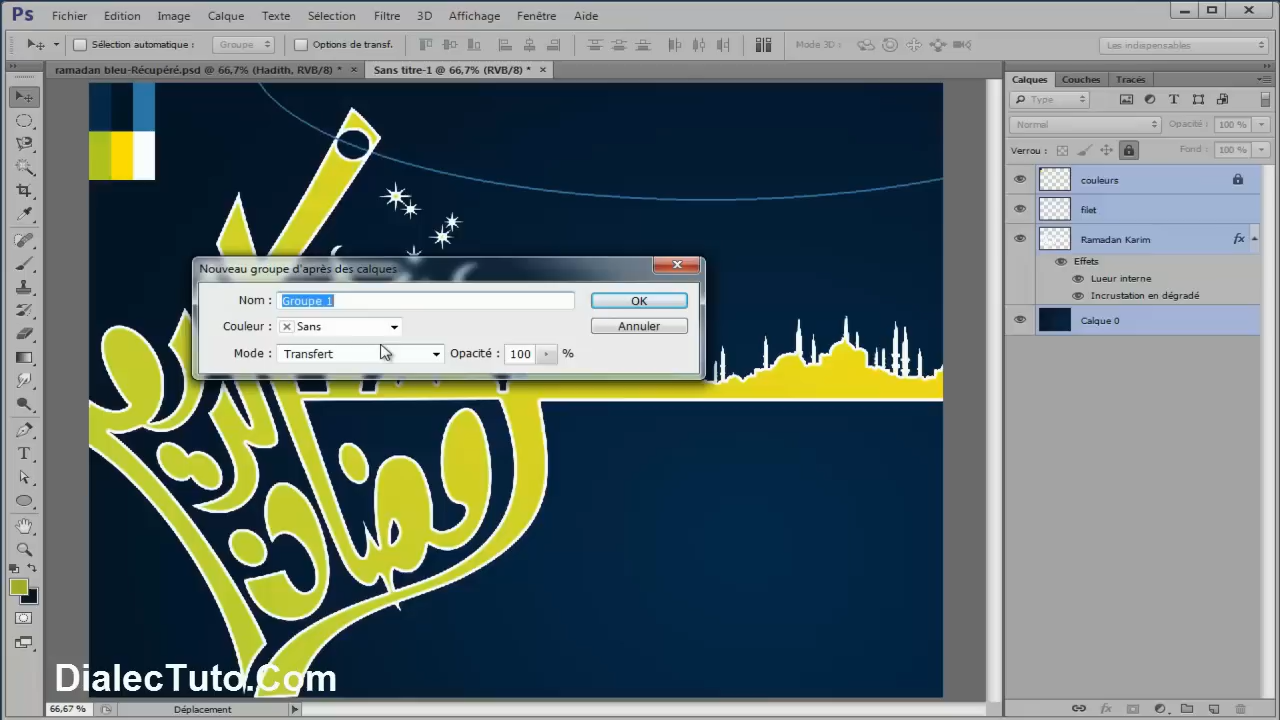 Ps Fichier Edition Image Calque Texte Sélection Filtre 3D Affichage Fenêtre Aide
Sélection automatique : Groupe Options de transf. Mode 3D : Les indispensables
ramadan bleu-Récupéré.psd @ 66,7% (Hadith, RVB/8) * × Sans titre-1 @ 66,7% (RVB/8) * ×
Calques Couches Tracés
Type
Normal Opacité : 100 %
Verrou : Fond : 100 %
couleurs
filet
Ramadan Karim fx
Effets
Lueur interne
Incrustation en dégradé
Calque 0
Nouveau groupe d'après des calques
Nom : Groupe 1 OK
Couleur : Sans Annuler
Mode : Transfert Opacité : 100 %
رمضان
كريم
DialecTuto.Com
66,67 % Déplacement